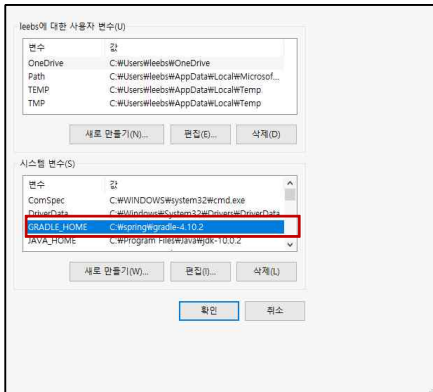 leebs에 대한 사용자 변수(U)
변수 값
OneDrive C:₩Users₩leebs₩OneDrive
Path C:₩Users₩leebs₩AppData₩Local₩Microsof...
TEMP C:₩Users₩leebs₩AppData₩Local₩Temp
TMP C:₩Users₩leebs₩AppData₩Local₩Temp
새로 만들기(N)... 편집(E)... 삭제(D)
시스템 변수(S)
변수 값
ComSpec C:₩WINDOWS₩system32₩cmd.exe
DriverData C:₩Windows₩System32₩Drivers₩DriverData
GRADLE_HOME C:₩spring₩gradle-4.10.2
JAVA_HOME C:₩Program Files₩Java₩jdk-10.0.2
새로 만들기(W)... 편집(I)... 삭제(L)
확인 취소